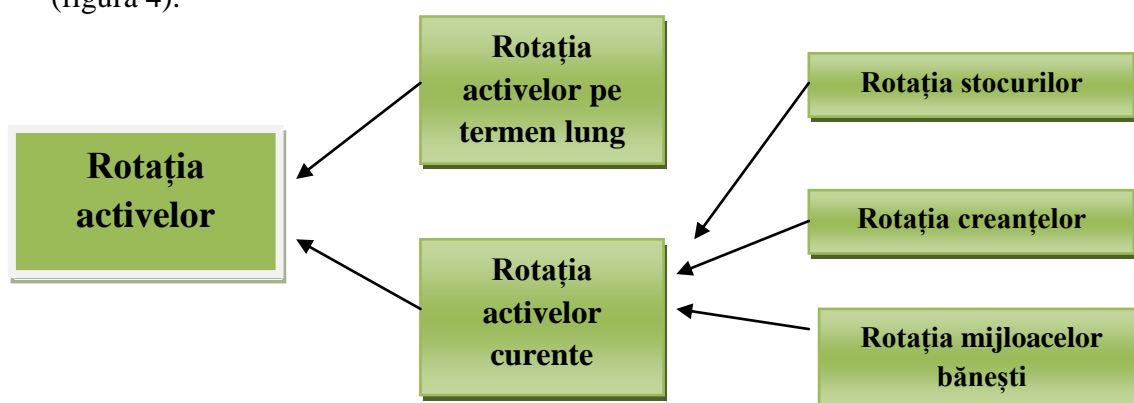 (figura 4).
Rotația
activelor
Rotația
activelor pe
termen lung
Rotația
activelor
curente
Rotația stocurilor
Rotația creanțelor
Rotația mijloacelor
bănești